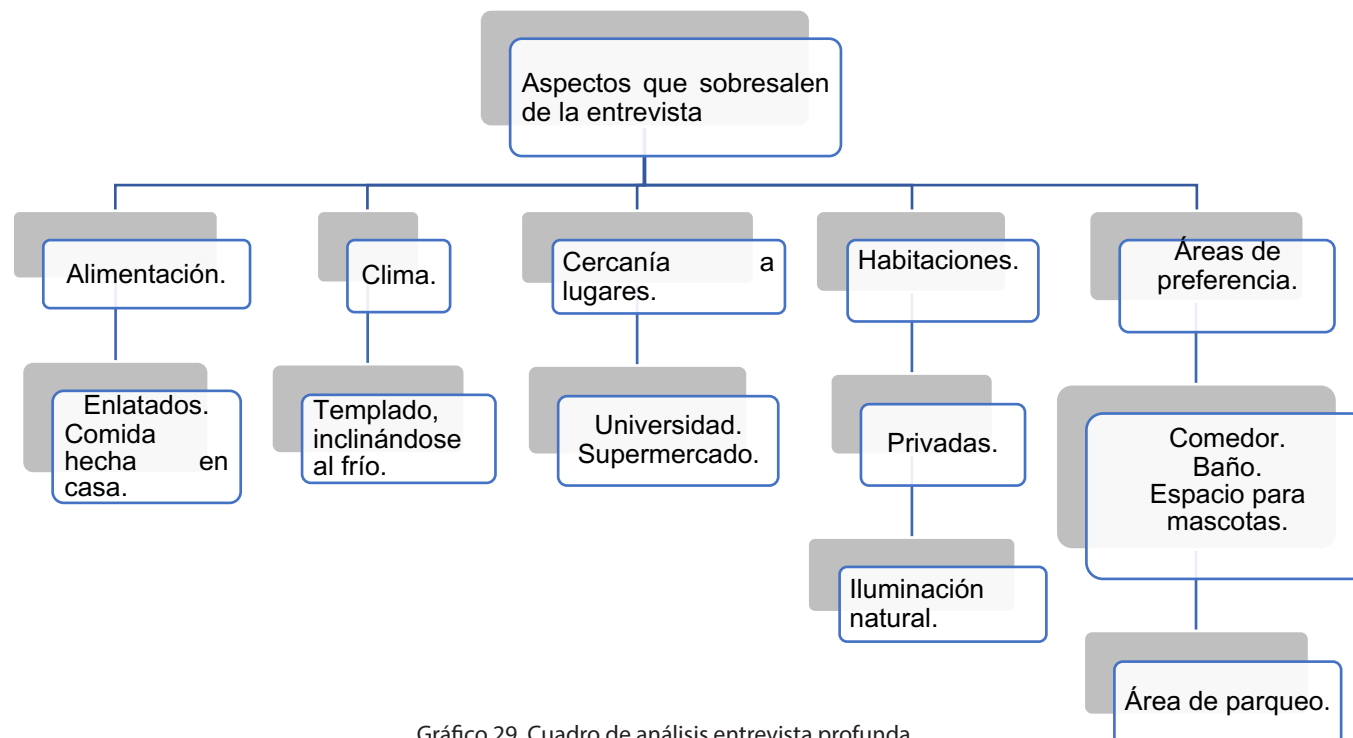 Aspectos que sobresalen
de la entrevista
Alimentación.
Clima.
Cercanía a
lugares.
Habitaciones.
Áreas de
preferencia.
Enlatados.
Comida
hecha en
casa.
Templado,
inclinándose
al frío.
Universidad.
Supermercado.
Privadas.
Comedor.
Baño.
Espacio para
mascotas.
Iluminación
natural.
Área de parqueo.
Gráfico 29. Cuadro de análisis entrevista profunda